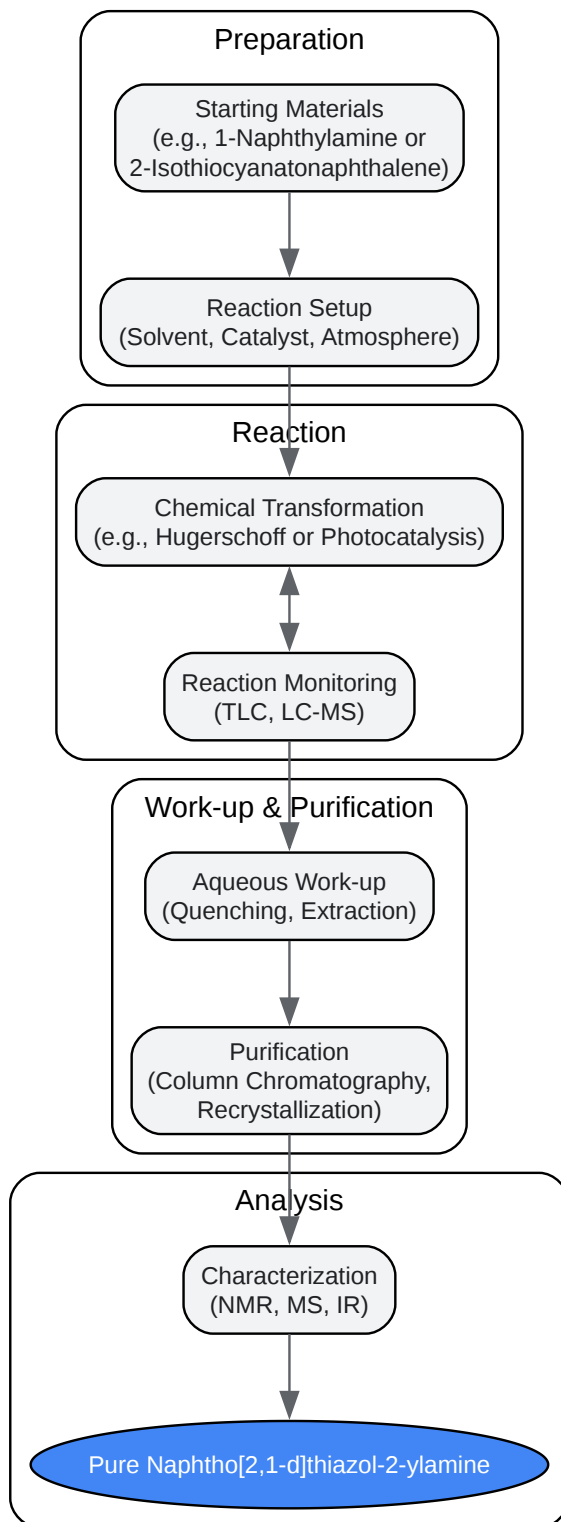 Preparation
Starting Materials
(e.g., 1-Naphthylamine or
2-Isothiocyanatonaphthalene)
Reaction Setup
(Solvent, Catalyst, Atmosphere)
Reaction
Chemical Transformation
(e.g., Hugerschoff or Photocatalysis)
Reaction Monitoring
(TLC, LC-MS)
Work-up & Purification
Aqueous Work-up
(Quenching, Extraction)
Purification
(Column Chromatography,
Recrystallization)
Analysis
Characterization
(NMR, MS, IR)
Pure Naphtho[2,1-d]thiazol-2-ylamine